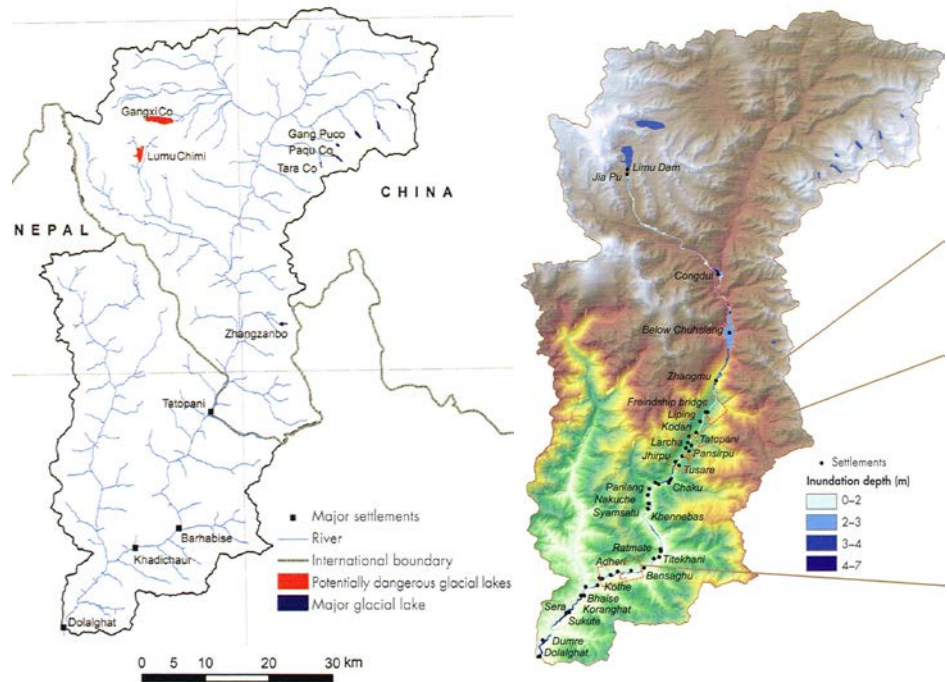 Gangxi Co
Lumu Chimi
Gang Puco
Paqu Co
Tara Co
CHINA
NEPAL
Zhangzanbo
Tatopani
Barhabise
Khadichaur
Dolalghat
Major settlements
River
International boundary
Potentially dangerous glacial lakes
Major glacial lake
0 5 10 20 30 km
Limu Dam
Jia Pu
Congdui
Below Chuhsiang
Zhangmu
Freindship bridge
Liping
Kodari
Tatopani
Larcha
Pansirpu
Jhirpu
Tusare
Chaku
Panlang
Nakuche
Syamsatu
Khennebas
Ratmate
Titekhani
Adheri
Bansaghu
Kothe
Bhaise
Sera
Koranghat
Sukute
Dumre
Dolalghat
Settlements
Inundation depth (m)
0–2
2–3
3–4
4–7